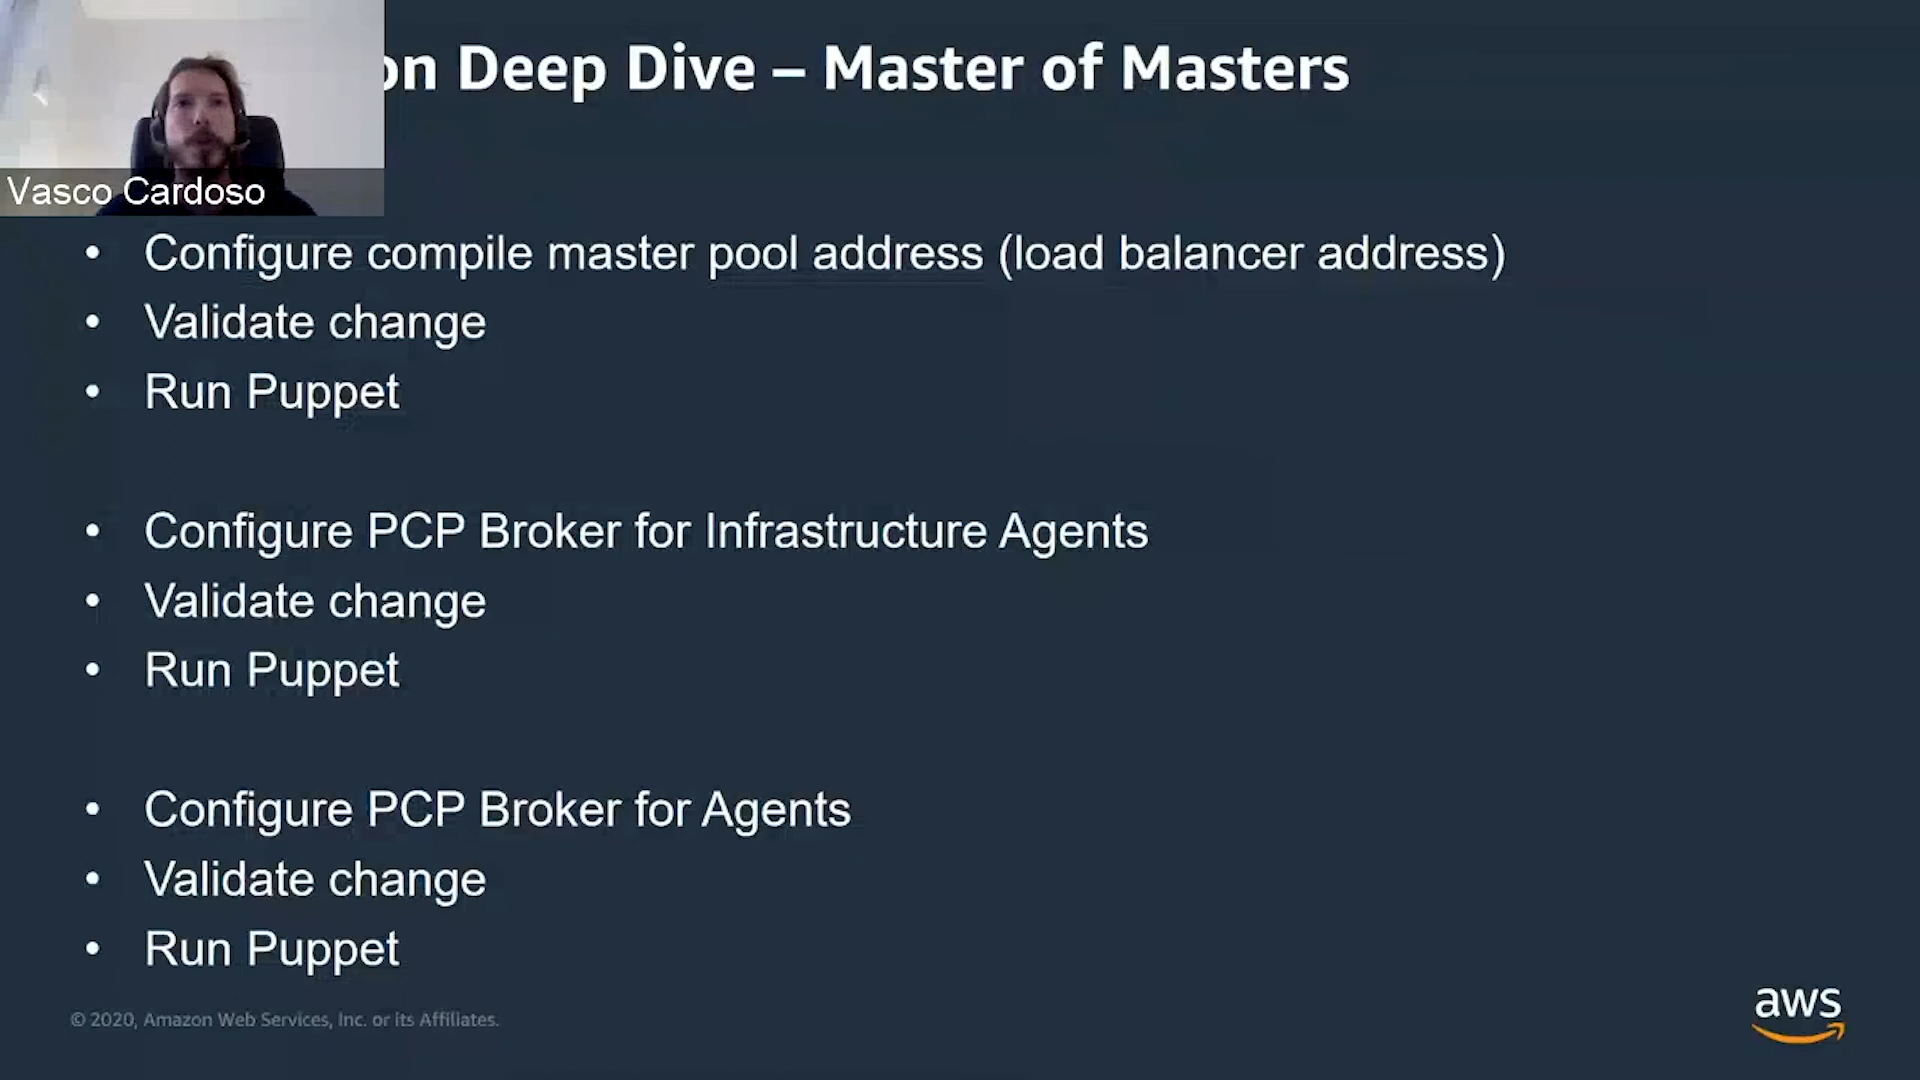 on Deep Dive – Master of Masters
Vasco Cardoso
• Configure compile master pool address (load balancer address)
• Validate change
• Run Puppet
• Configure PCP Broker for Infrastructure Agents
• Validate change
• Run Puppet
• Configure PCP Broker for Agents
• Validate change
• Run Puppet
© 2020, Amazon Web Services, Inc. or its Affiliates.
aws